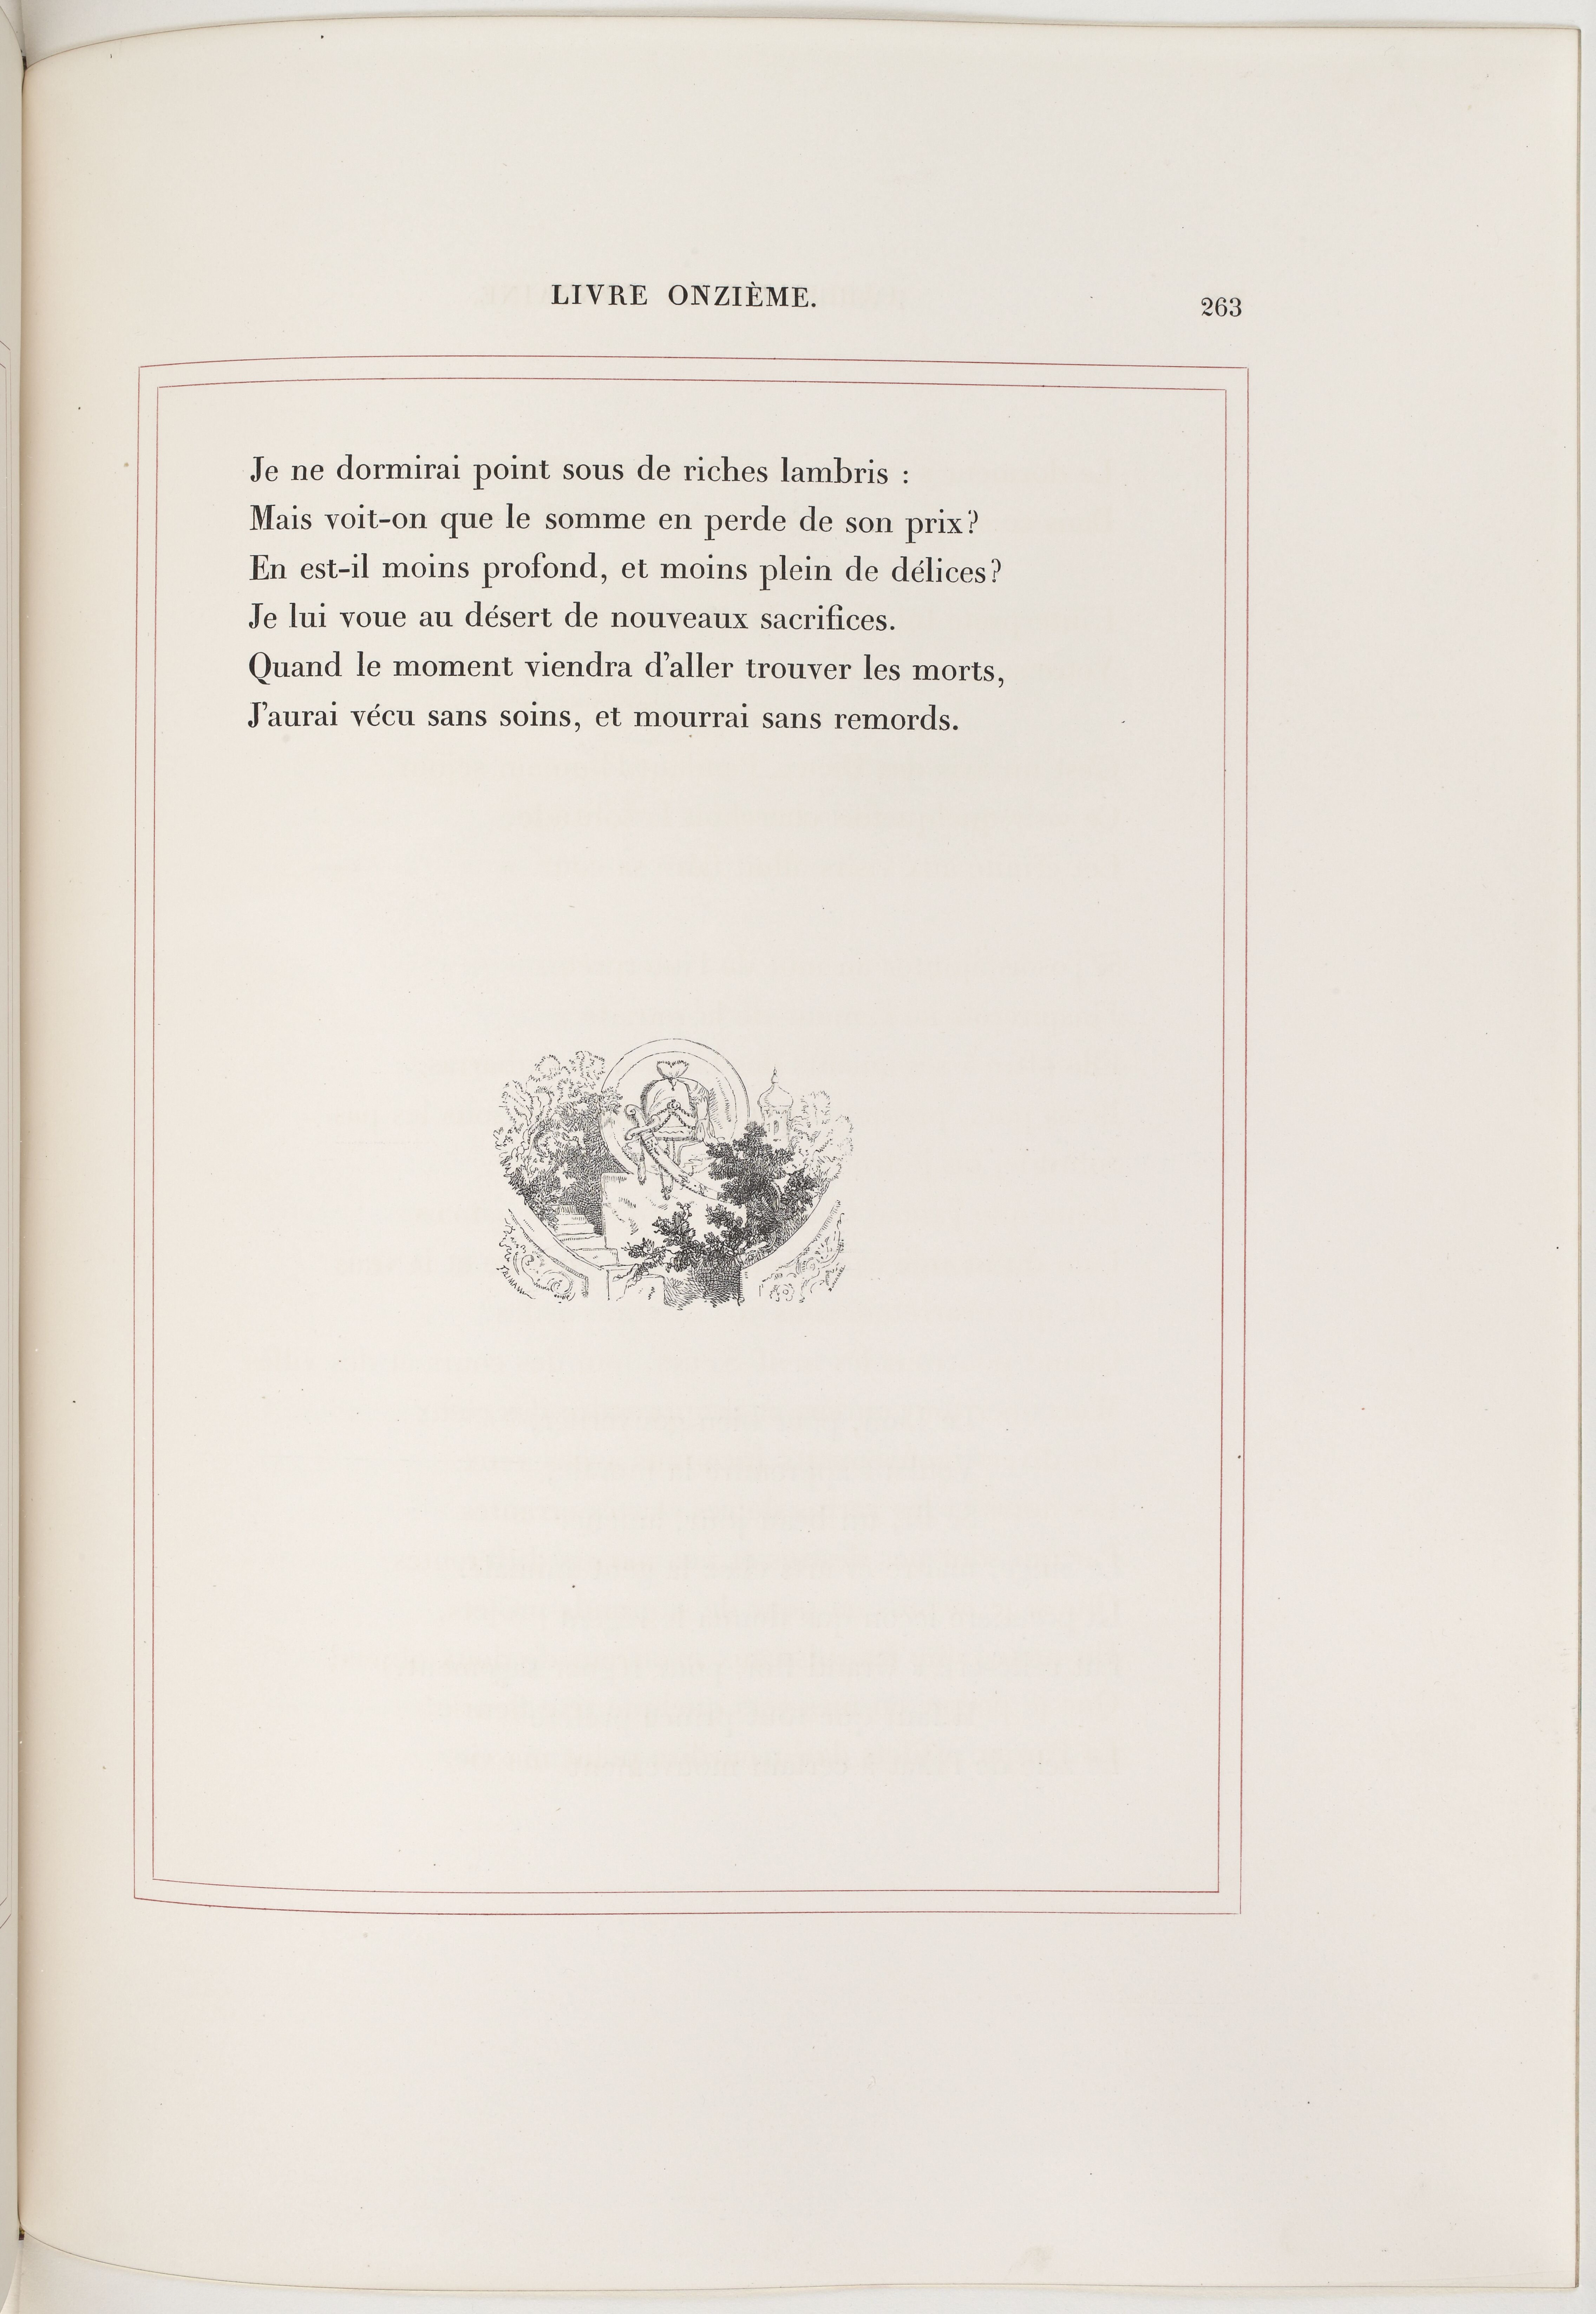 LIVRE ONZIÈME.
263
Je ne dormirai point sous de riches lambris :
Mais voit-on que le somme en perde de son prix?
En est-il moins profond, et moins plein de délices?
Je lui voue au désert de nouveaux sacrifices.
Quand le moment viendra d'aller trouver les morts,
J'aurai vécu sans soins, et mourrai sans remords.